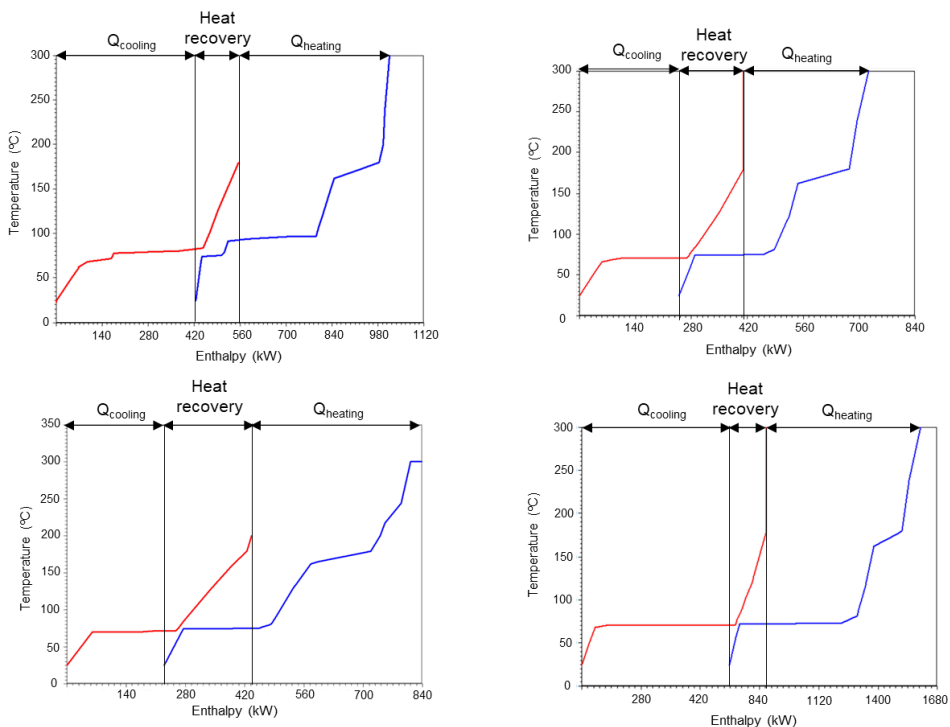 Heat
recovery
Qcooling
Qheating
300
250
200
150
100
50
0
140 280 420 560 700 840 980 1120
Enthalpy (kW)
Temperature (ºC)
Heat
recovery
Qcooling
Qheating
300
250
200
150
100
50
0
140 280 420 560 700 840
Enthalpy (kW)
Temperature (ºC)
Heat
recovery
Qcooling
Qheating
350
300
250
200
150
100
50
0
140 280 420 560 700 840
Enthalpy (kW)
Temperature (ºC)
Heat
recovery
Qcooling
Qheating
300
250
200
150
100
50
0
280 560 840 1120 1400 1680
Enthalpy (kW)
Temperature (ºC)